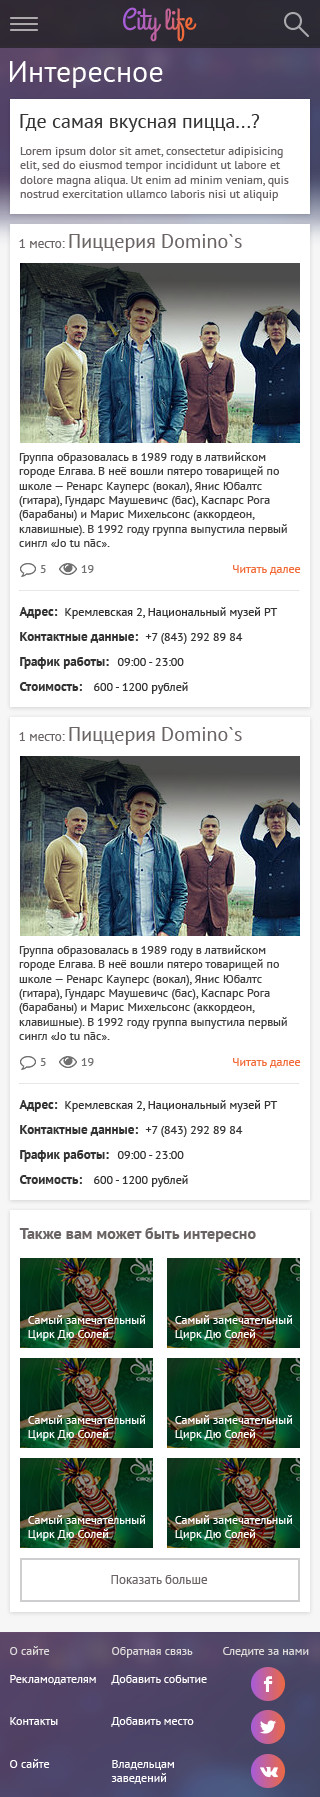 City life
Интересное
Где самая вкусная пицца...?
Lorem ipsum dolor sit amet, consectetur adipisicing
elit, sed do eiusmod tempor incididunt ut labore et
dolore magna aliqua. Ut enim ad minim veniam, quis
nostrud exercitation ullamco laboris nisi ut aliquip
1 место: Пиццерия Domino`s
Группа образовалась в 1989 году в латвийском
городе Елгава. В неё вошли пятеро товарищей по
школе — Ренарс Кауперс (вокал), Янис Юбалтс
(гитара), Гундарс Маушевичс (бас), Каспарс Рога
(барабаны) и Марис Михельсонс (аккордеон,
клавишные). В 1992 году группа выпустила первый
сингл «Jo tu nāc».
5 19 Читать далее
Адрес: Кремлевская 2, Национальный музей РТ
Контактные данные: +7 (843) 292 89 84
График работы: 09:00 - 23:00
Стоимость: 600 - 1200 рублей
1 место: Пиццерия Domino`s
Группа образовалась в 1989 году в латвийском
городе Елгава. В неё вошли пятеро товарищей по
школе — Ренарс Кауперс (вокал), Янис Юбалтс
(гитара), Гундарс Маушевичс (бас), Каспарс Рога
(барабаны) и Марис Михельсонс (аккордеон,
клавишные). В 1992 году группа выпустила первый
сингл «Jo tu nāc».
5 19 Читать далее
Адрес: Кремлевская 2, Национальный музей РТ
Контактные данные: +7 (843) 292 89 84
График работы: 09:00 - 23:00
Стоимость: 600 - 1200 рублей
Также вам может быть интересно
Самый замечательный
Цирк Дю Солей
Самый замечательный
Цирк Дю Солей
Самый замечательный
Цирк Дю Солей
Самый замечательный
Цирк Дю Солей
Самый замечательный
Цирк Дю Солей
Самый замечательный
Цирк Дю Солей
Показать больше
О сайте Обратная связь Следите за нами
Рекламодателям Добавить событие
Контакты Добавить место
О сайте Владельцам
заведений